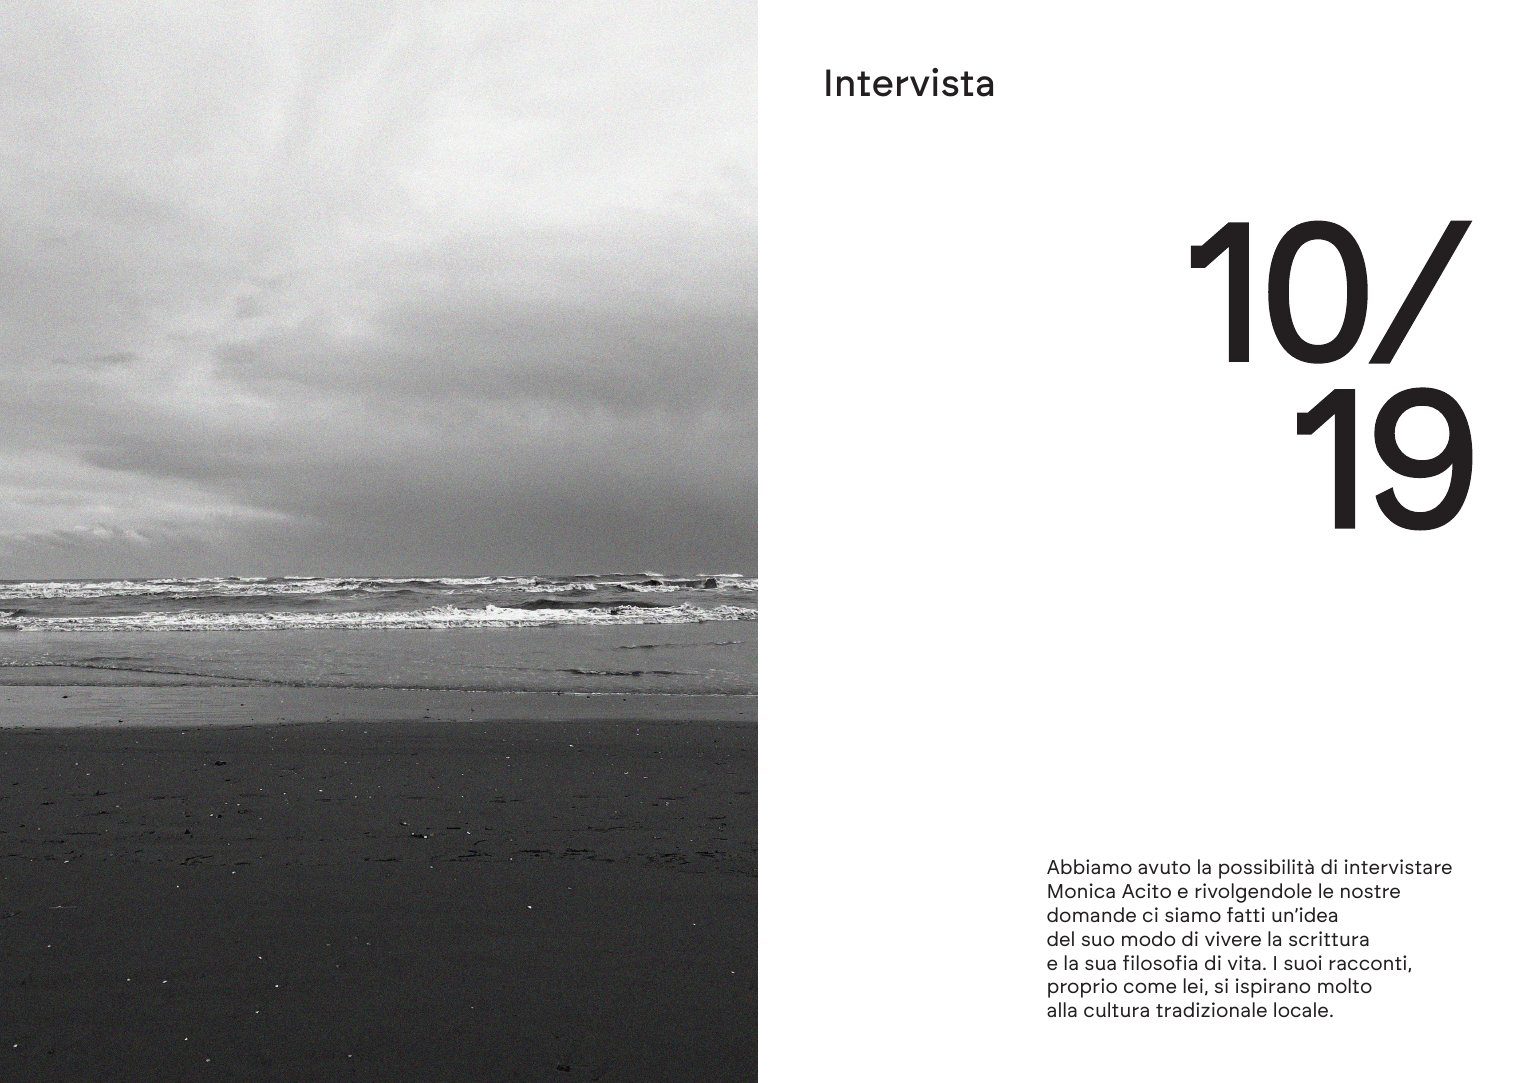 Intervista
10/
19
Abbiamo avuto la possibilità di intervistare
Monica Acito e rivolgendole le nostre
domande ci siamo fatti un’idea
del suo modo di vivere la scrittura
e la sua filosofia di vita. I suoi racconti,
proprio come lei, si ispirano molto
alla cultura tradizionale locale.